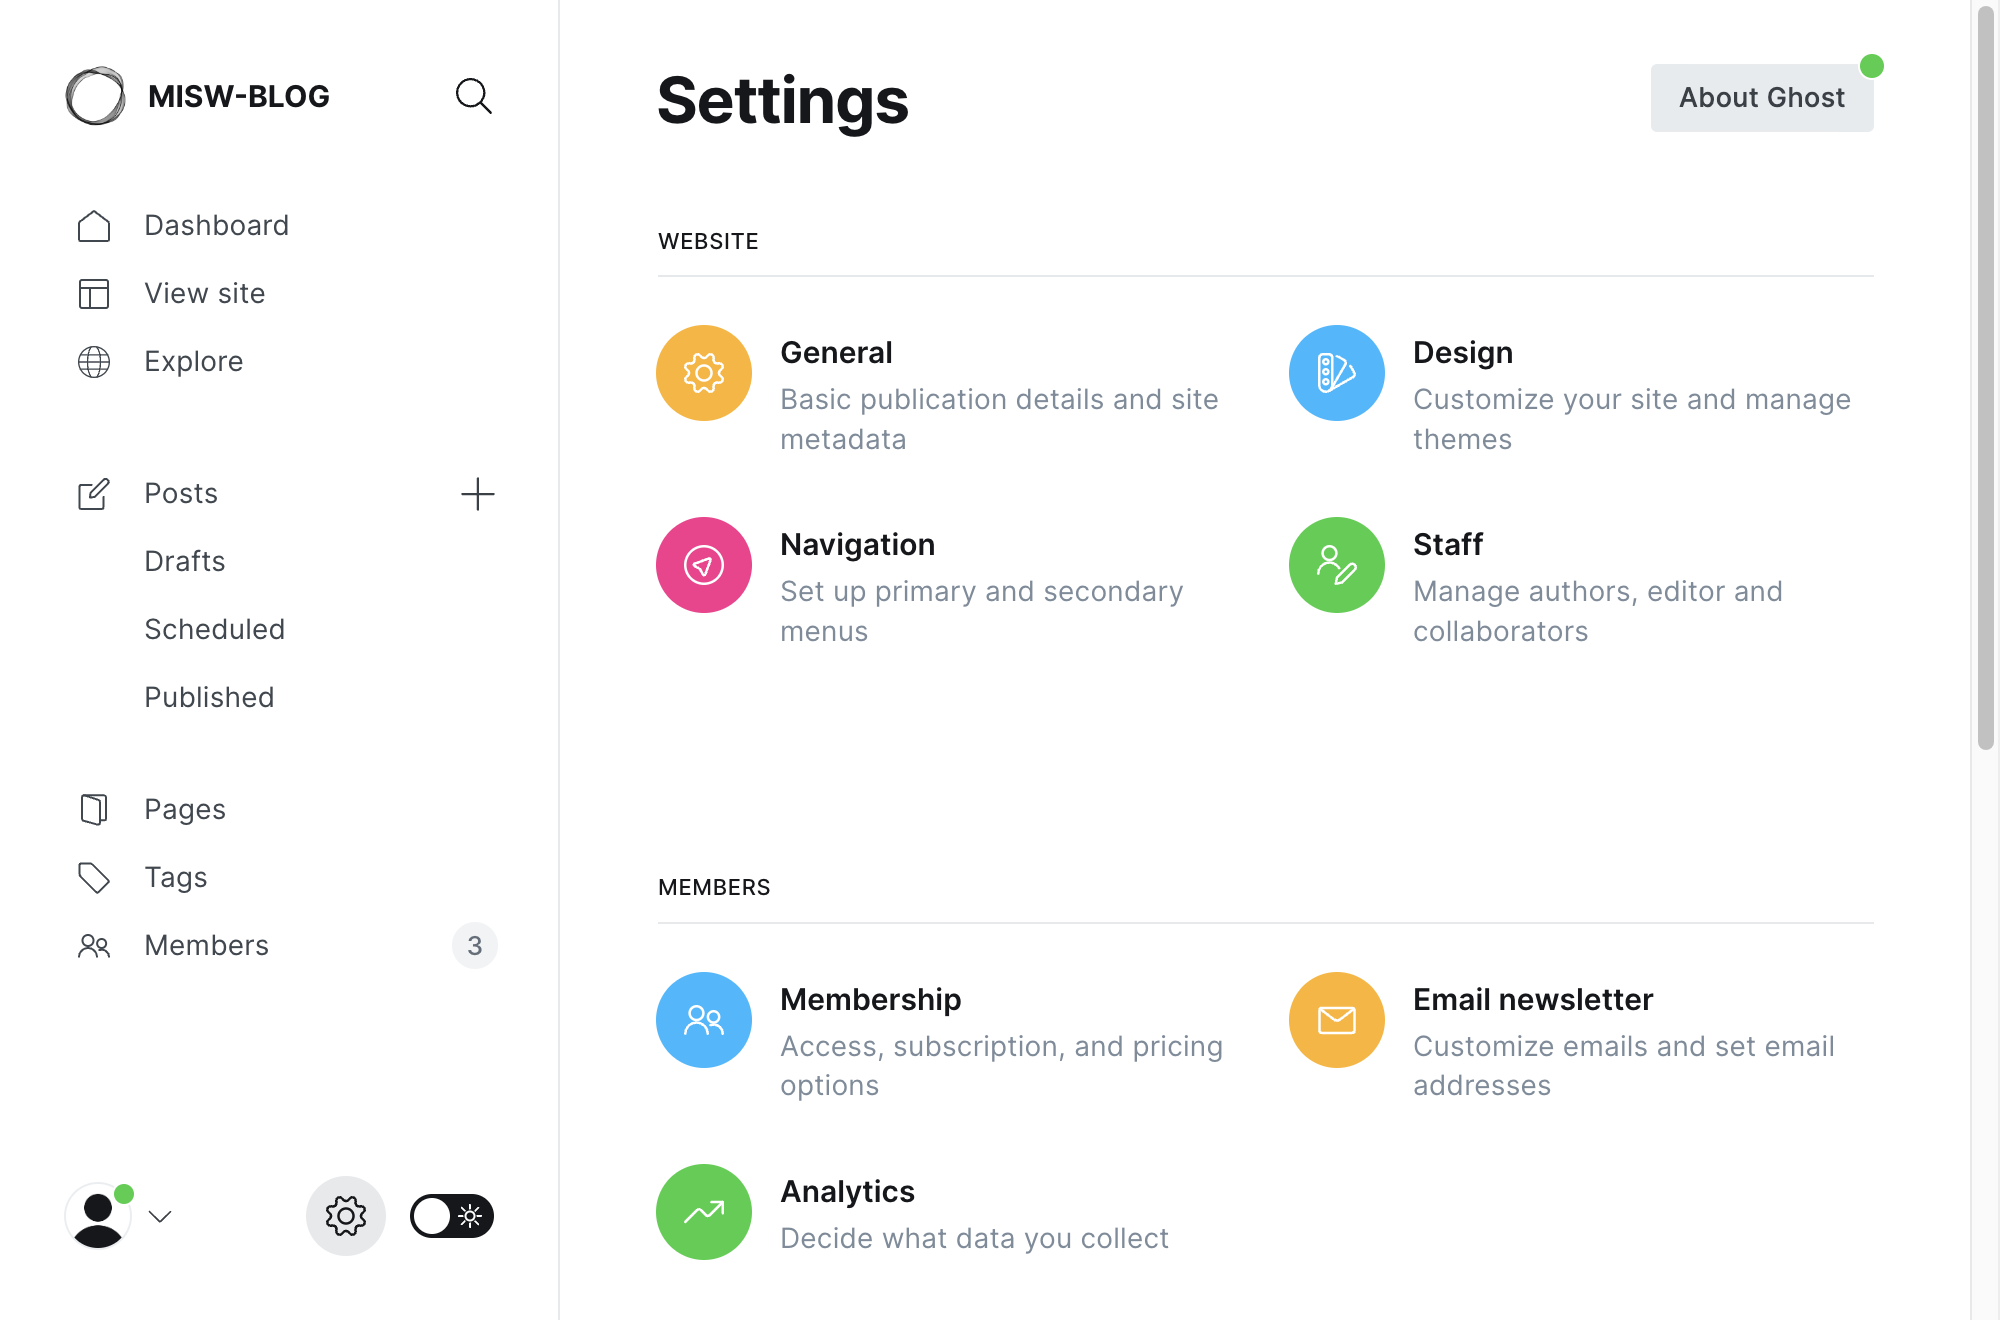 MISW-BLOG
Dashboard
View site
Explore
Posts
Drafts
Scheduled
Published
Pages
Tags
Members
3
Settings
About Ghost
WEBSITE
General
Basic publication details and site
metadata
Design
Customize your site and manage
themes
Navigation
Set up primary and secondary
menus
Staff
Manage authors, editor and
collaborators
MEMBERS
Membership
Access, subscription, and pricing
options
Email newsletter
Customize emails and set email
addresses
Analytics
Decide what data you collect